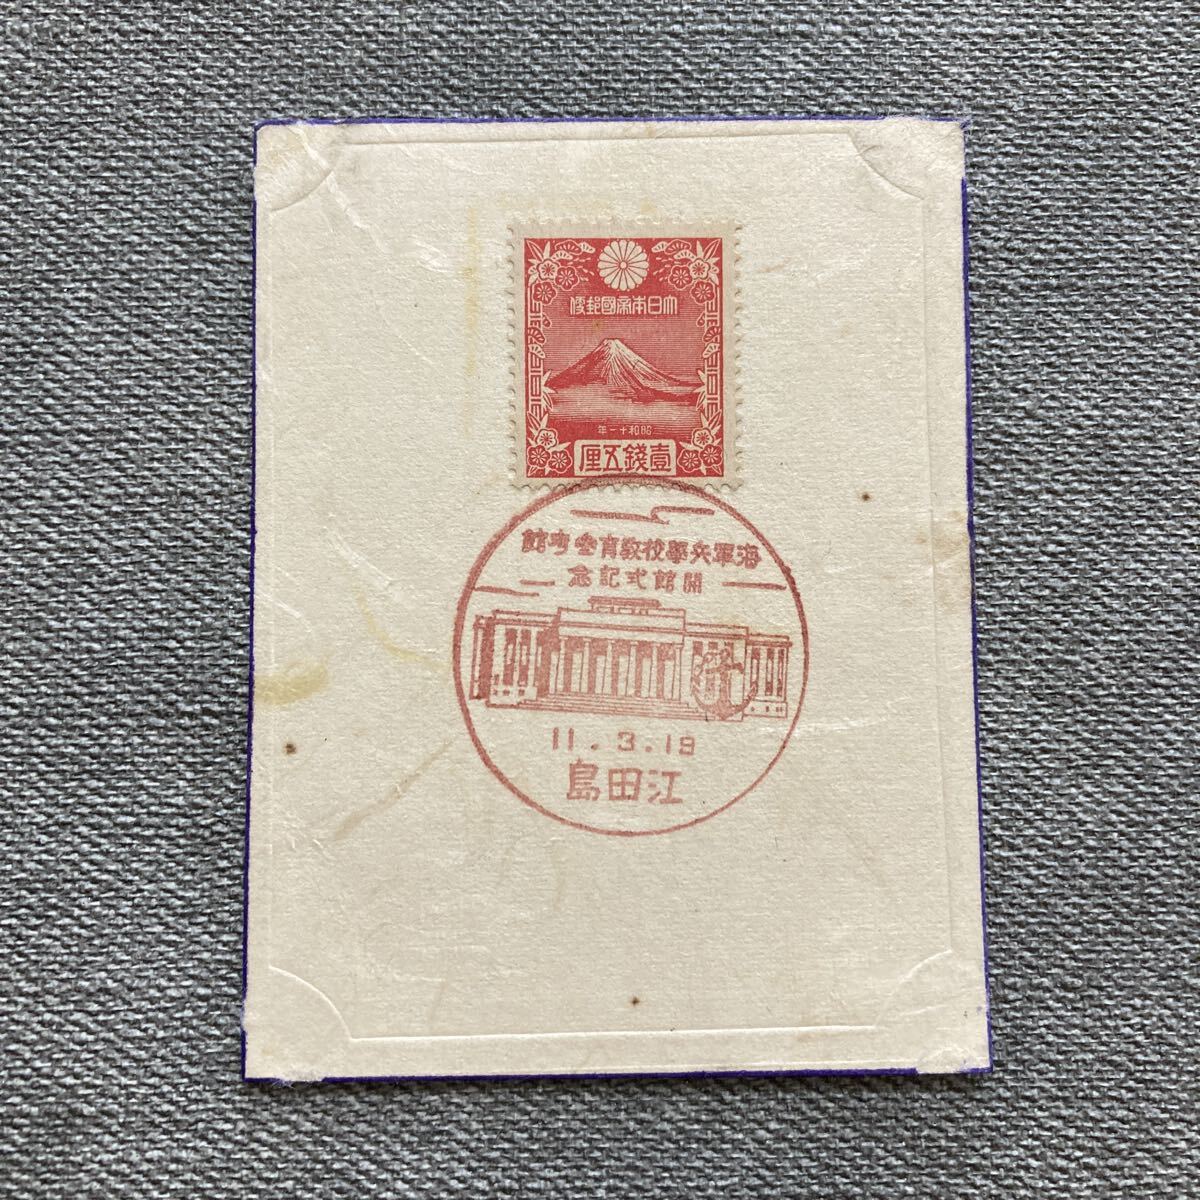 大日本帝國郵便
昭和十一年
壹錢五厘
海軍兵學校敎育參考館
開館式記念
11.3.19
江田島